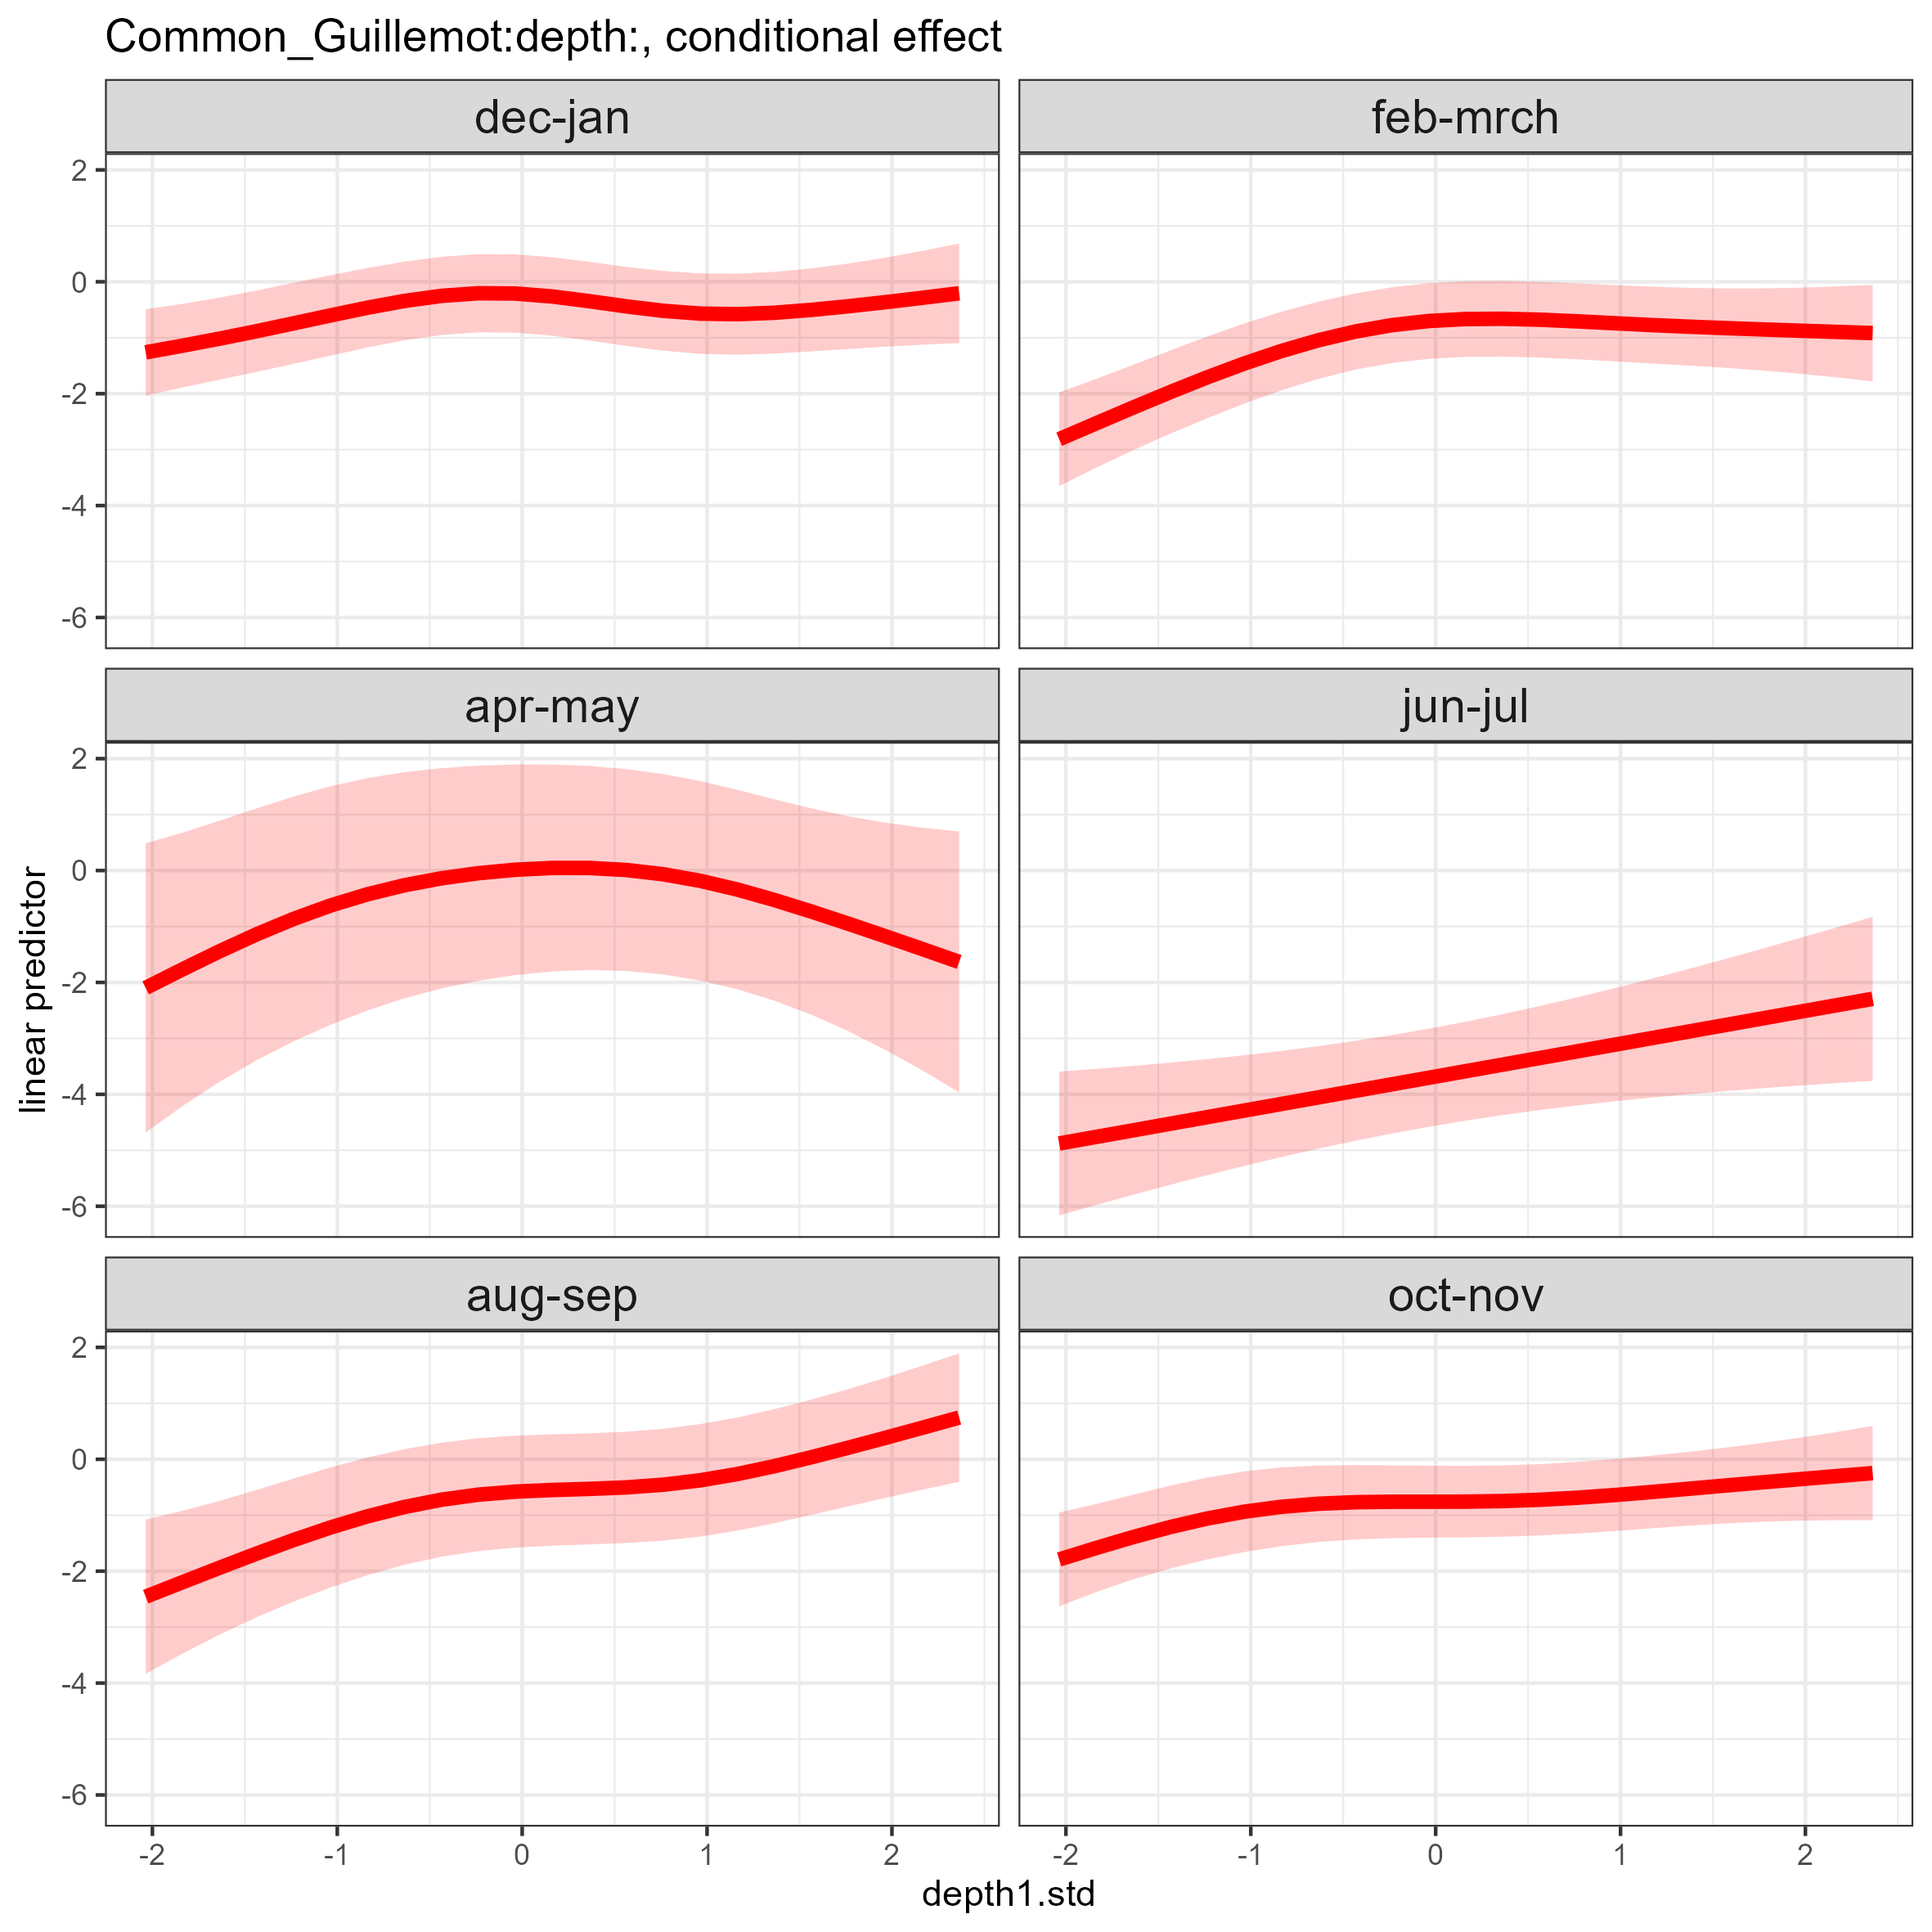 Common_Guillemot:depth:, conditional effect
dec-jan
feb-mrch
2
0
-2
-4
-6
apr-may
jun-jul
2
0
-2
-4
-6
linear predictor
aug-sep
oct-nov
2
0
-2
-4
-6
-2 -1 0 1 2
-2 -1 0 1 2
depth1.std